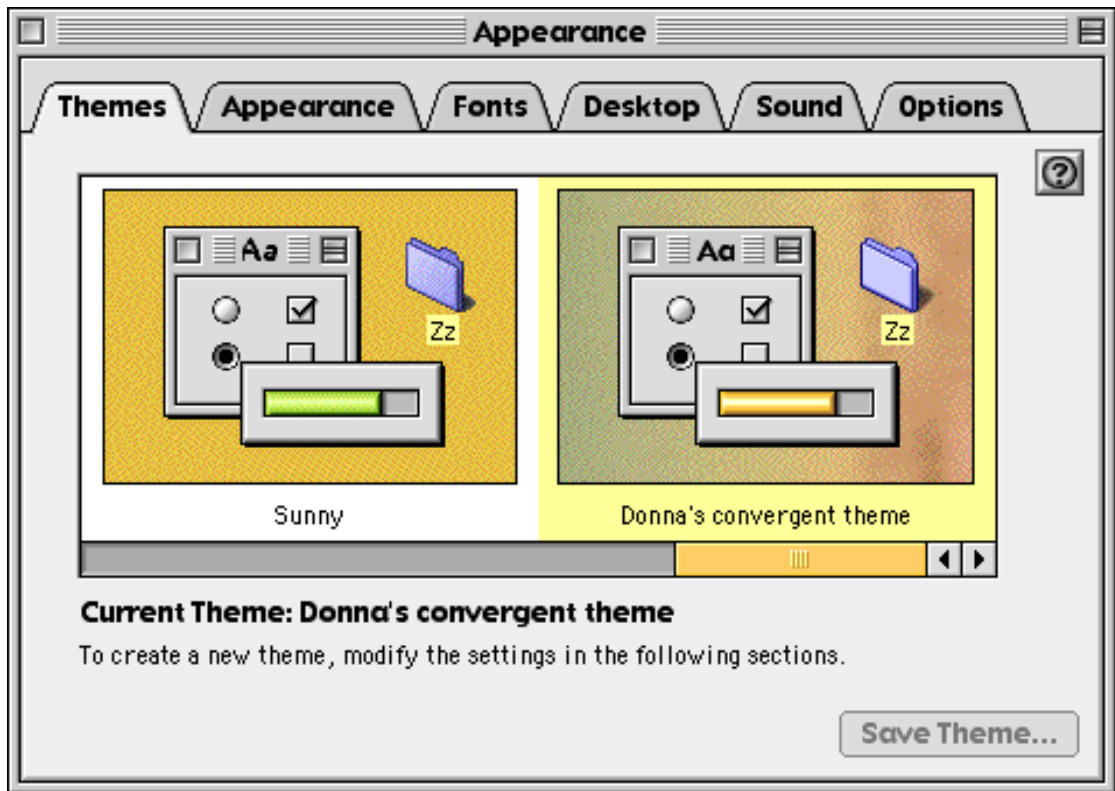 Appearance
Themes Appearance Fonts Desktop Sound Options
?
Aa Aa
Zz Zz
Sunny Donna's convergent theme
Current Theme: Donna's convergent theme
To create a new theme, modify the settings in the following sections.
Save Theme...